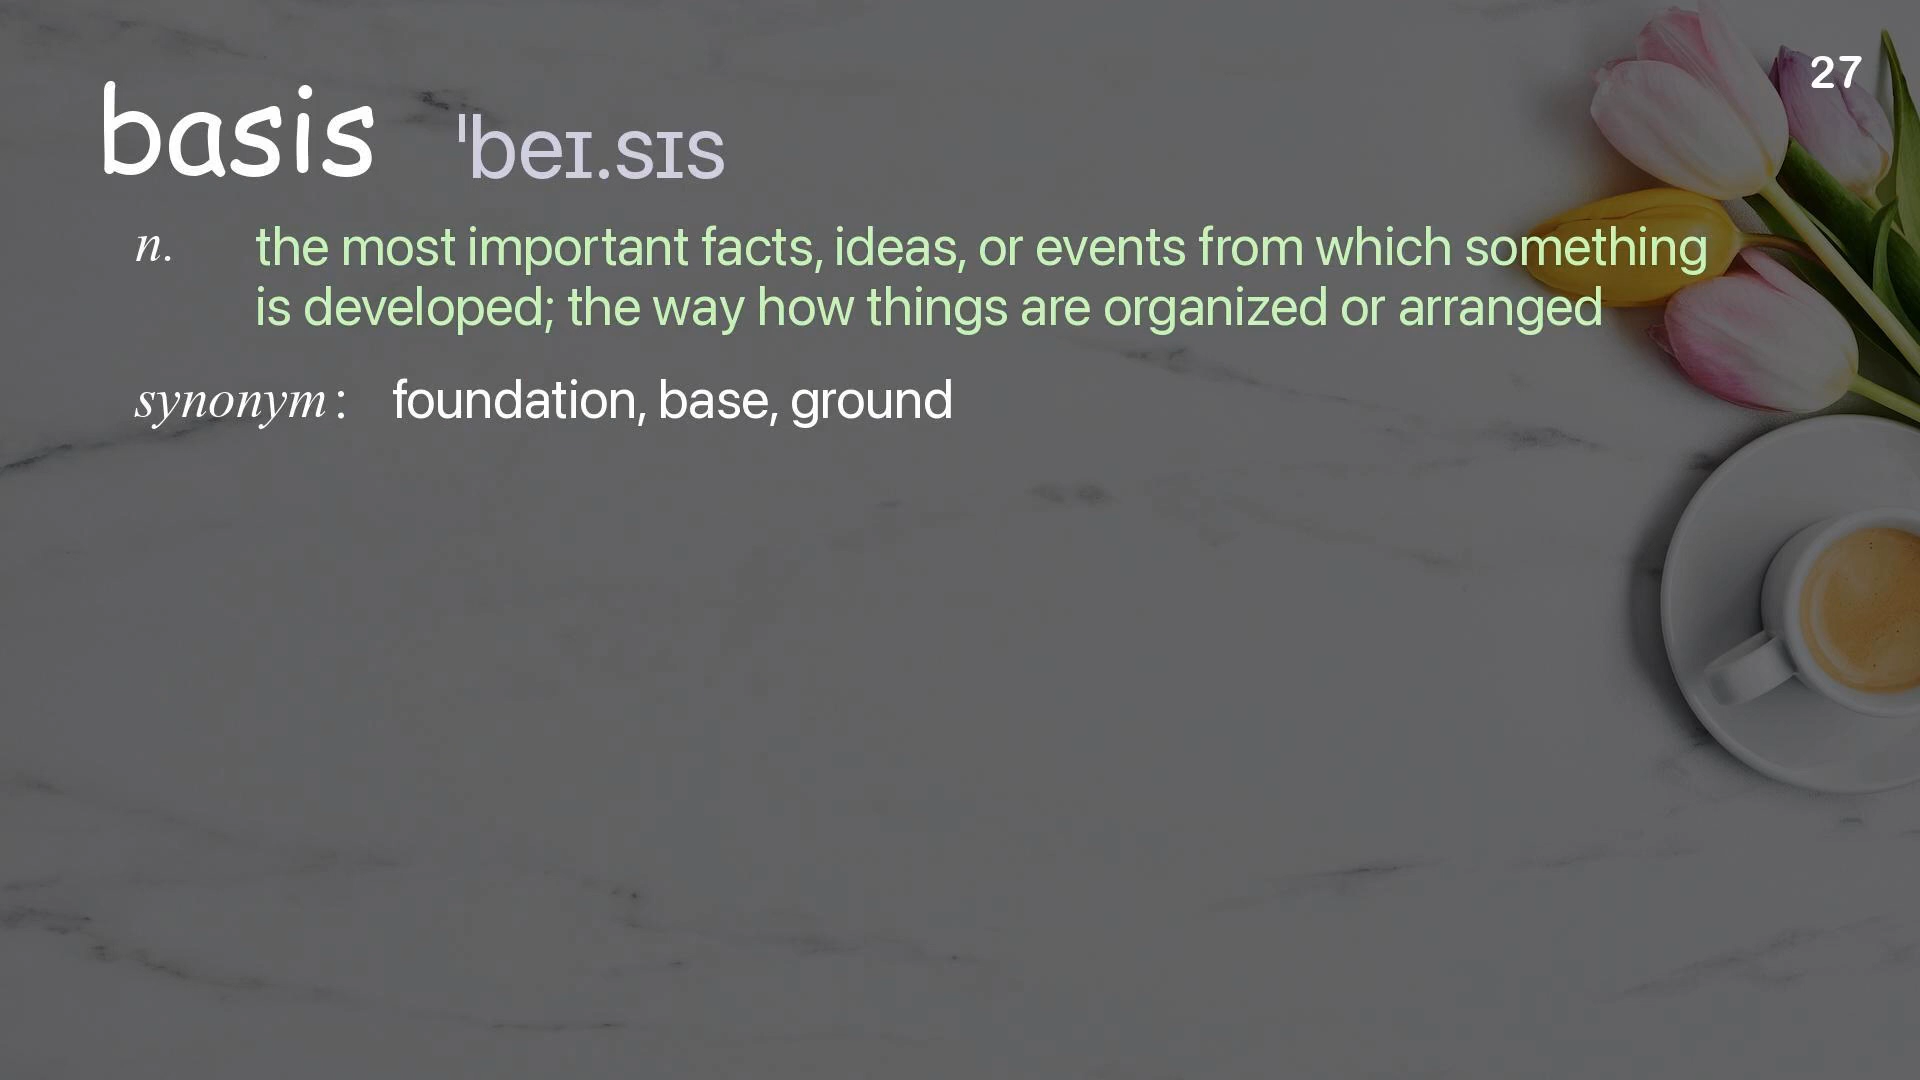 27
basis ˈbeɪ.sɪs
n. the most important facts, ideas, or events from which something
is developed; the way how things are organized or arranged
synonym: foundation, base, ground